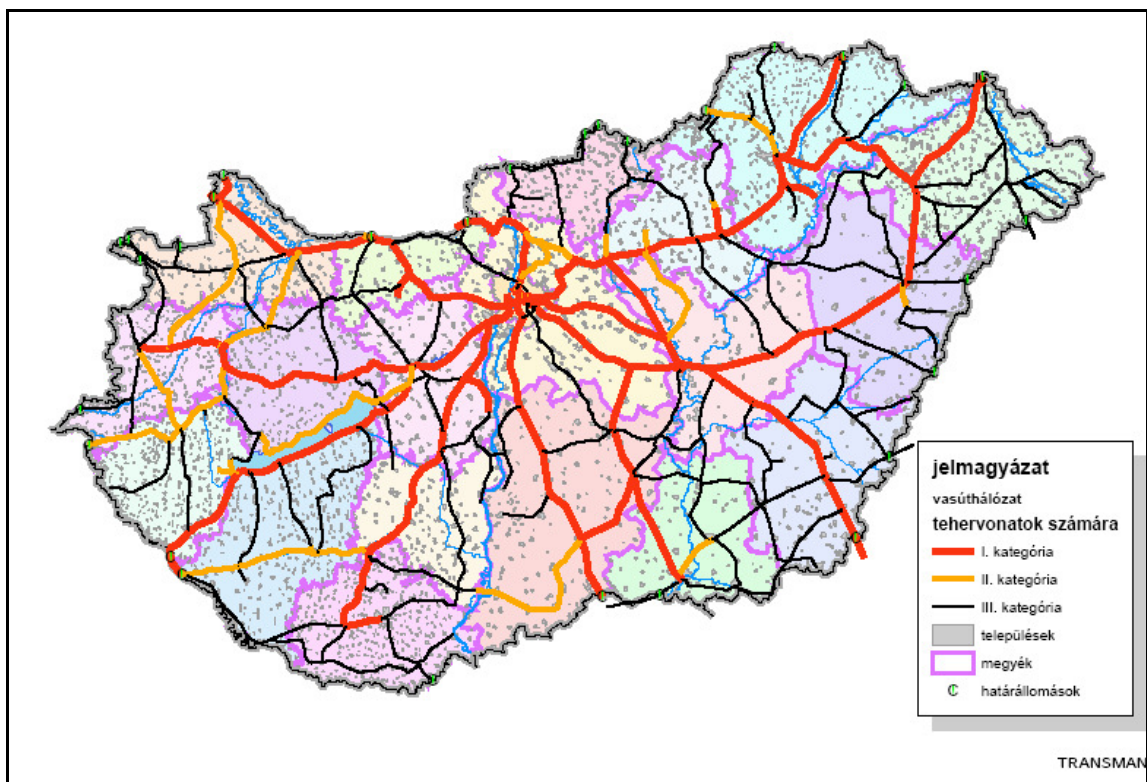 jelmagyázat
vasúthálózat
tehervonatok számára
I. kategória
II. kategória
III. kategória
települések
megyék
határállomások
TRANSMAN